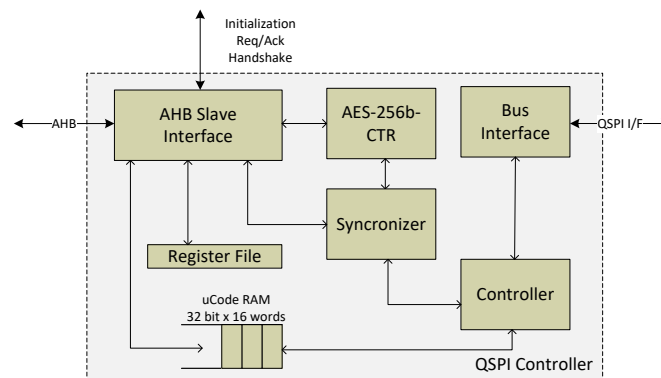 Initialization
Req/Ack
Handshake
AHB
AHB Slave
Interface
AES-256b-
CTR
Bus
Interface
QSPI I/F
Syncronizer
Register File
Controller
uCode RAM
32 bit x 16 words
QSPI Controller